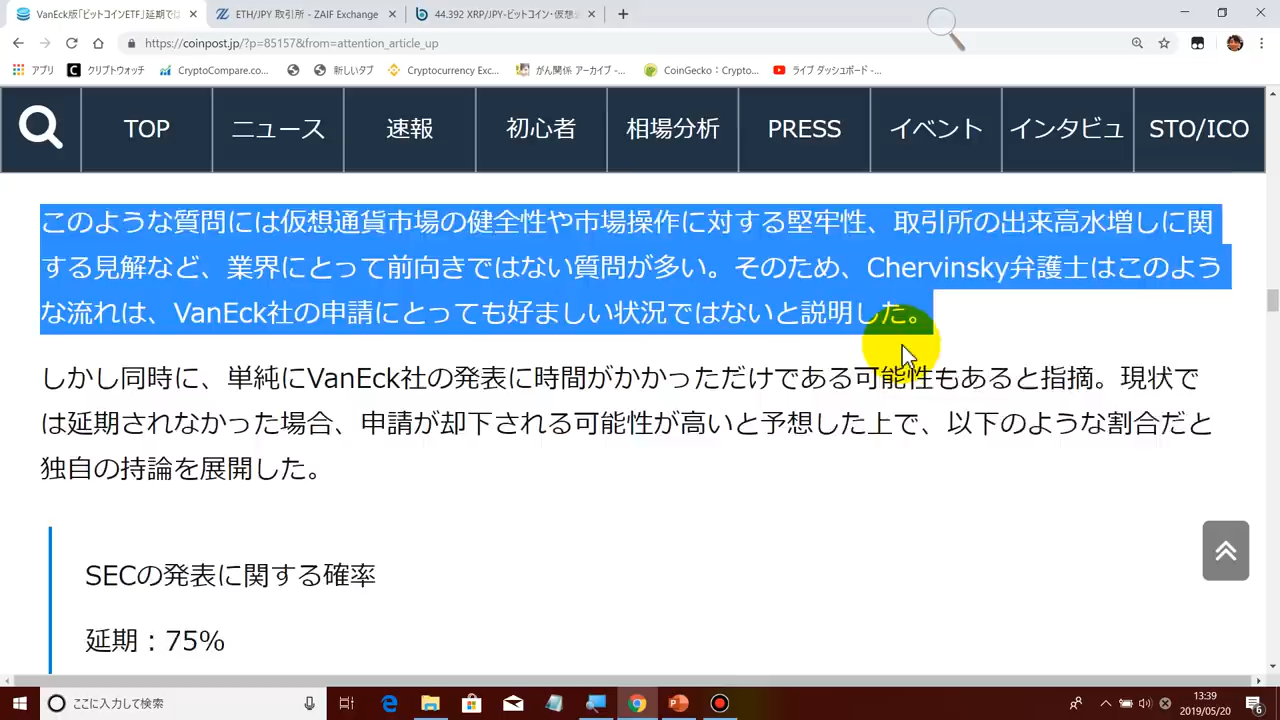 VanEck版「ビットコインETF」延期では
ETH/JPY 取引所 - ZAIF Exchange
44.392 XRP/JPY-ビットコイン・仮想通
https://coinpost.jp/?p=85157&from=attention_article_up
アプリ
クリプトウォッチ
CryptoCompare.co...
新しいタブ
Cryptocurrency Exc...
がん関係 アーカイブ -...
CoinGecko：Crypto...
ライブ ダッシュボード -...
TOP
ニュース
速報
初心者
相場分析
PRESS
イベント
インタビュ
STO/ICO
このような質問には仮想通貨市場の健全性や市場操作に対する堅牢性、取引所の出来高水増しに関
する見解など、業界にとって前向きではない質問が多い。そのため、Chervinsky弁護士はこのよう
な流れは、VanEck社の申請にとっても好ましい状況ではないと説明した。
しかし同時に、単純にVanEck社の発表に時間がかかっただけである可能性もあると指摘。現状で
は延期されなかった場合、申請が却下される可能性が高いと予想した上で、以下のような割合だと
独自の持論を展開した。
SECの発表に関する確率
延期：75%
ここに入力して検索
13:39
2019/05/20
6